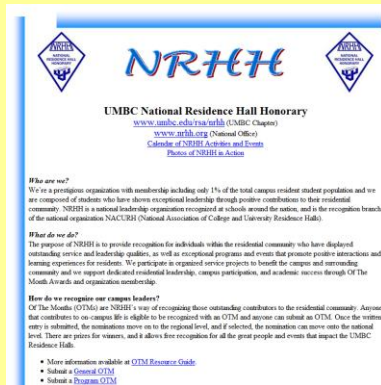 NRHH
NATIONAL
RESIDENCE HALL
HONORARY
NATIONAL
RESIDENCE HALL
HONORARY
UMBC National Residence Hall Honorary
www.umbc.edu/rsa/nrhh (UMBC Chapter)
www.nrhh.org (National Office)
Calendar of NRHH Activities and Events
Photos of NRHH in Action
Who are we?
We're a prestigious organization with membership including only 1% of the total campus resident student population and we
are composed of students who have shown exceptional leadership through positive contributions to their residential
community. NRHH is a national leadership organization recognized at schools around the nation, and is the recognition branch
of the national organization NACURH (National Association of College and University Residence Halls).
What do we do?
The purpose of NRHH is to provide recognition for individuals within the residential community who have displayed
outstanding service and leadership qualities, as well as exceptional programs and events that promote positive interactions and
learning experiences for residents. We participate in organized service projects to benefit the campus and surrounding
community and we support dedicated residential leadership, campus participation, and academic success through Of The
Month Awards and organization membership.
How do we recognize our campus leaders?
Of The Months (OTMs) are NRHH's way of recognizing those outstanding contributors to the residential community. Anyone
that contributes to on-campus life is eligible to be recognized with an OTM and anyone can submit an OTM. Once the written
entry is submitted, the nominations move on to the regional level, and if selected, the nomination can move onto the national
level. There are prizes for winners, and it allows free recognition for all the great people and events that impact the UMBC
Residence Halls.
• More information available at OTM Resource Guide.
• Submit a General OTM
• Submit a Program OTM